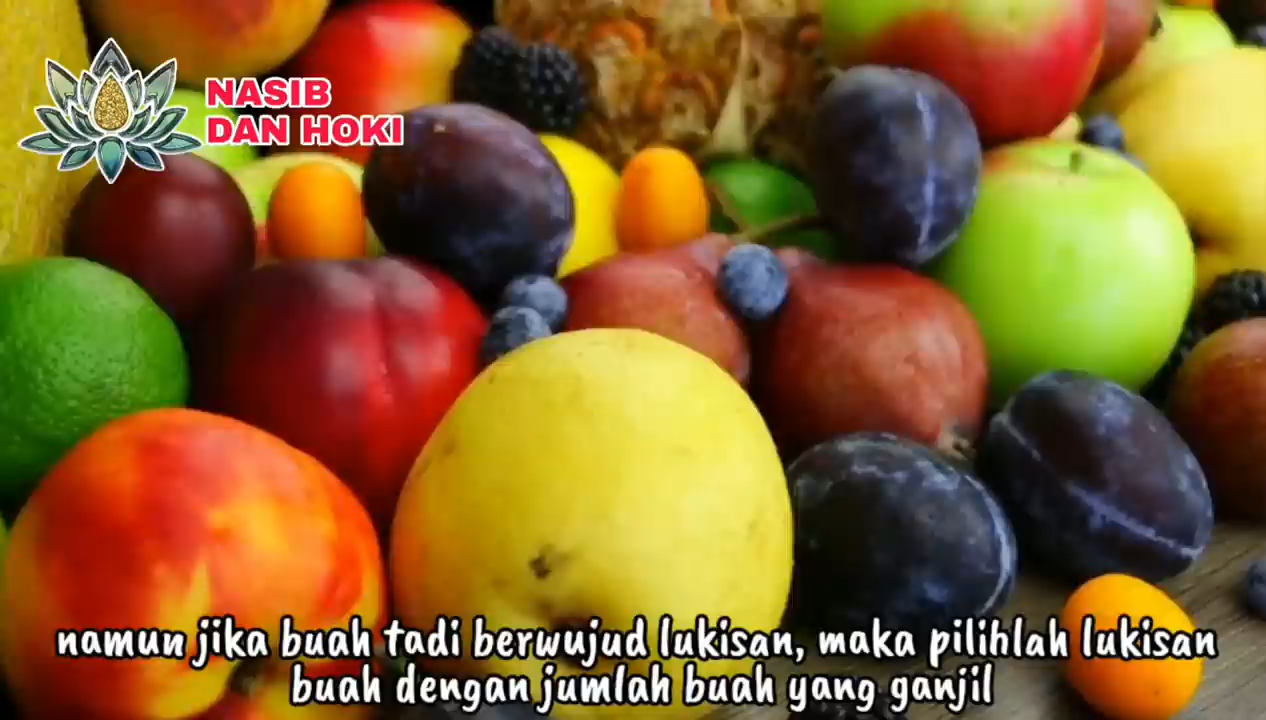 NASIB
DAN HOKI
namun jika buah tadi berwujud lukisan, maka pilihlah lukisan
buah dengan jumlah buah yang ganjil